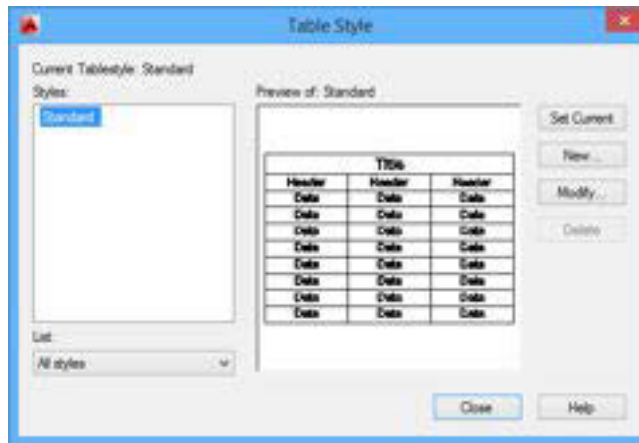 Table Style
Current Tablestyle: Standard
Styles:
Standard
Preview of: Standard
Title
Header Header Header
Data Data Data
Data Data Data
Data Data Data
Data Data Data
Data Data Data
Data Data Data
Data Data Data
Data Data Data
Set Current
New...
Modify...
Delete
List:
All styles
Close
Help